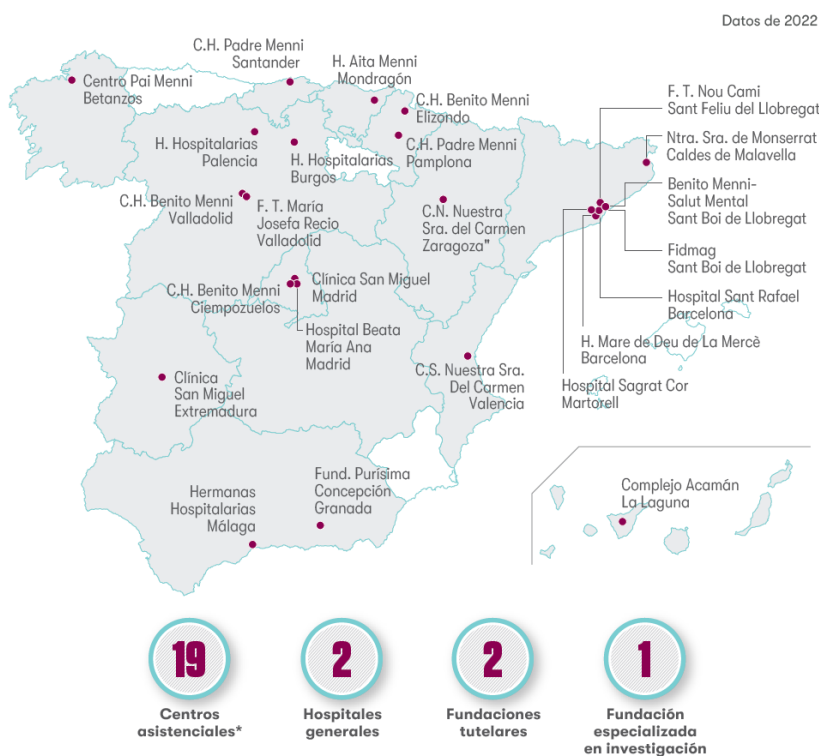 Datos de 2022
C.H. Padre Menni
Santander
H. Aita Menni
Mondragón
Centro Pai Menni
Betanzos
C.H. Benito Menni
Elizondo
F. T. Nou Cami
Sant Feliu del Llobregat
H. Hospitalarias
Palencia
H. Hospitalarias
Burgos
C.H. Padre Menni
Pamplona
Ntra. Sra. de Monserrat
Caldes de Malavella
C.H. Benito Menni
Valladolid
F. T. María
Josefa Recio
Valladolid
C.N. Nuestra
Sra. del Carmen
Zaragoza"
Benito Menni-
Salut Mental
Sant Boi de Llobregat
Fidmag
Sant Boi de Llobregat
C.H. Benito Menni
Ciempozuelos
Clínica San Miguel
Madrid
Hospital Beata
María Ana
Madrid
Hospital Sant Rafael
Barcelona
H. Mare de Deu de La Mercè
Barcelona
Clínica
San Miguel
Extremadura
C.S. Nuestra Sra.
Del Carmen
Valencia
Hospital Sagrat Cor
Martorell
Hermanas
Hospitalarias
Málaga
Fund. Purísima
Concepción
Granada
Complejo Acamán
La Laguna
19
Centros
asistenciales*
2
Hospitales
generales
2
Fundaciones
tutelares
1
Fundación
especializada
en investigación